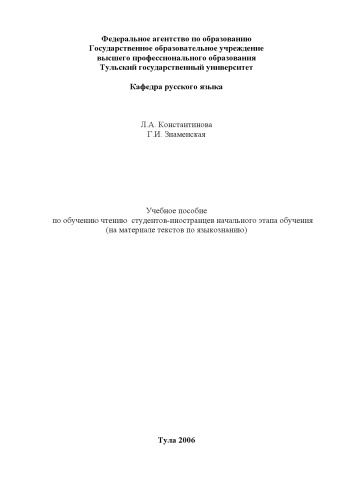 Федеральное агентство по образованию
Государственное образовательное учреждение
высшего профессионального образования
Тульский государственный университет
Кафедра русского языка
Л.А. Константинова
Г.И. Знаменская
Учебное пособие
по обучению чтению студентов-иностранцев начального этапа обучения
(на материале текстов по языкознанию)
Тула 2006